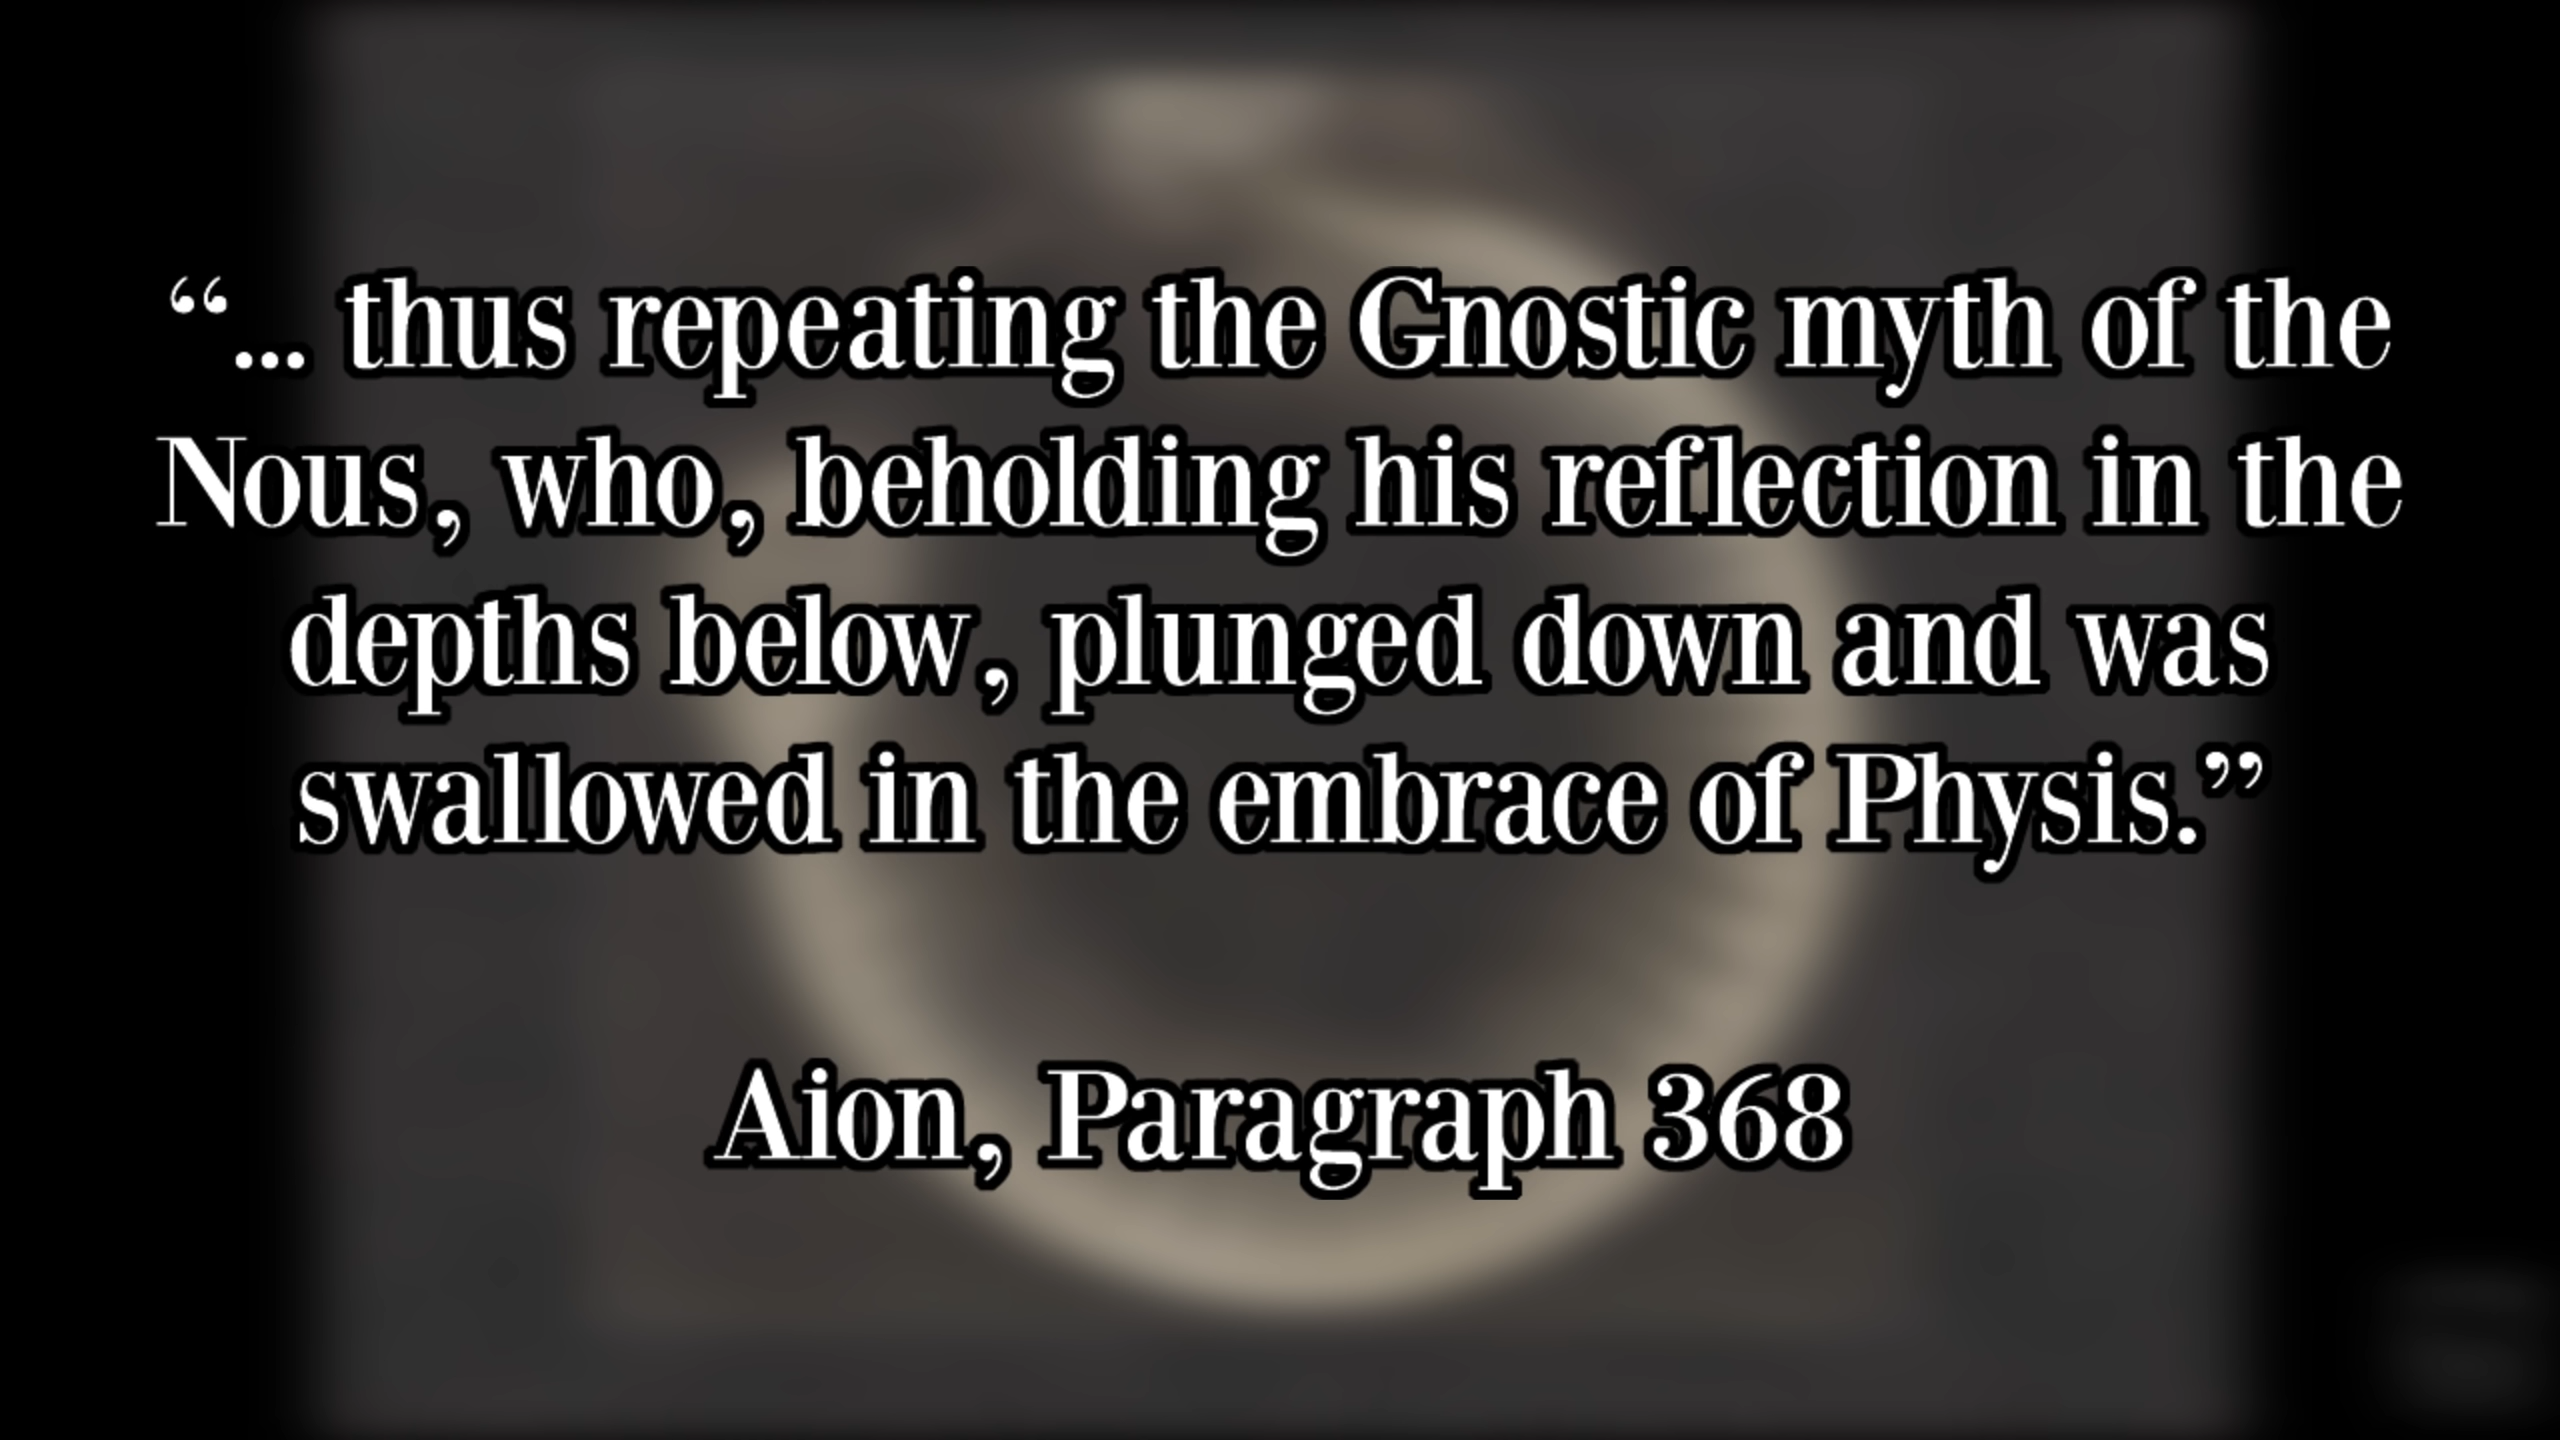 “... thus repeating the Gnostic myth of the
Nous, who, beholding his reflection in the
depths below, plunged down and was
swallowed in the embrace of Physis.”
Aion, Paragraph 368